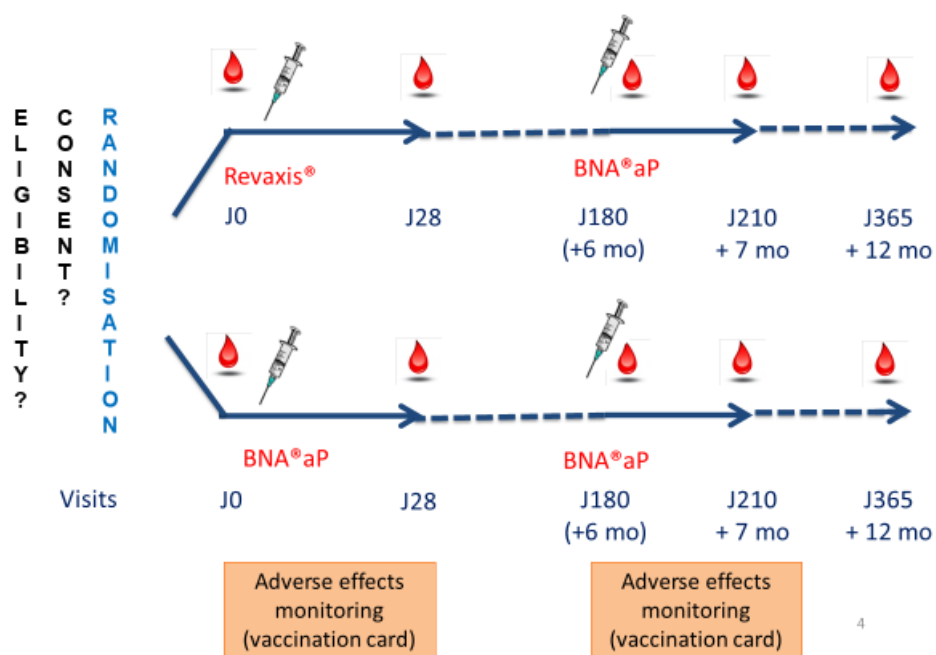 ELIGIBILITY?
CONSENT?
RANDOMISATION
Revaxis®
BNA®aP
J0
J28
J180
(+6 mo)
J210
+ 7 mo
J365
+ 12 mo
BNA®aP
BNA®aP
Visits
J0
J28
J180
(+6 mo)
J210
+ 7 mo
J365
+ 12 mo
Adverse effects
monitoring
(vaccination card)
Adverse effects
monitoring
(vaccination card)
4